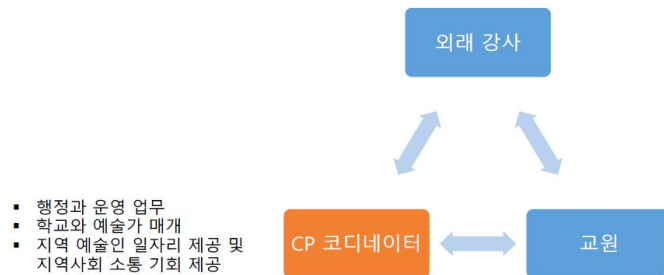 외래 강사
▪ 행정과 운영 업무
▪ 학교와 예술가 매개
▪ 지역 예술인 일자리 제공 및
지역사회 소통 기회 제공
CP 코디네이터
교원